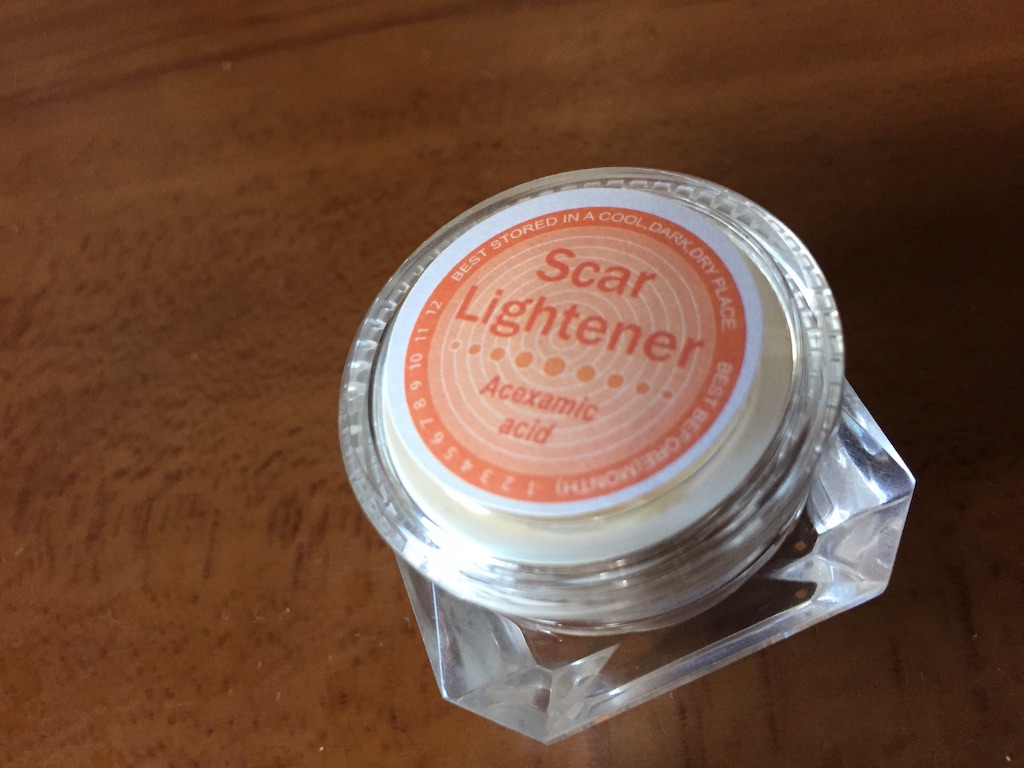 BEST STORED IN A COOL, DARK, DRY PLACE
Scar
Lightener
Acexamic
acid
BEST BEFORE (MONTH)
1 2 3 4 5 6 7 8 9 10 11 12